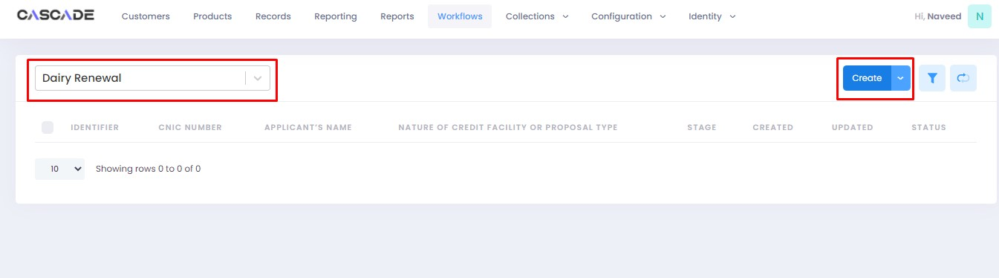 CASCADE Customers Products Records Reporting Reports Workflows Collections Configuration Identity Hi, Naveed N
Dairy Renewal Create
IDENTIFIER CNIC NUMBER APPLICANT'S NAME NATURE OF CREDIT FACILITY OR PROPOSAL TYPE STAGE CREATED UPDATED STATUS
10 Showing rows 0 to 0 of 0